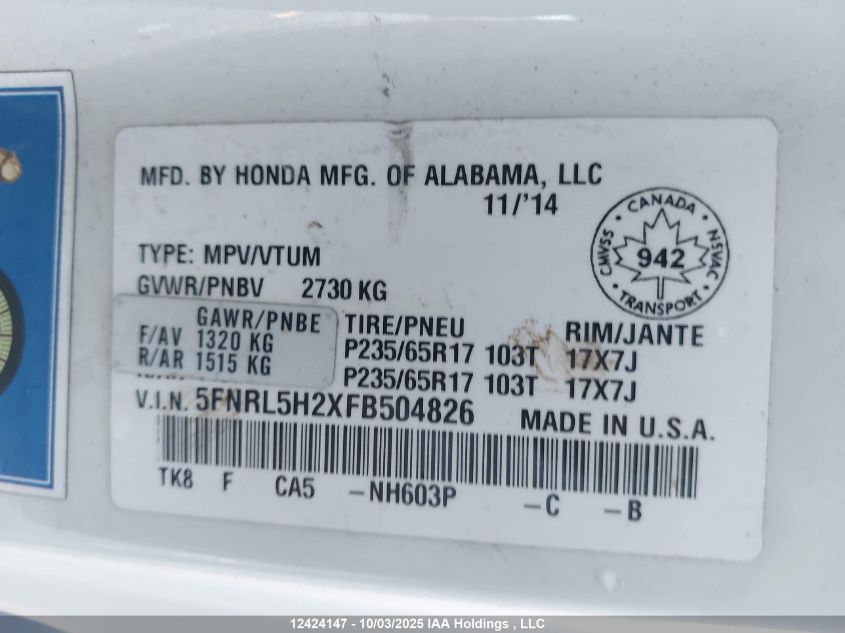 MFD. BY HONDA MFG. OF ALABAMA, LLC
11/'14
CANADA
CMVSS 942 NSVAC
TRANSPORT
TYPE: MPV/VTUM
GVWR/PNBV 2730 KG
GAWR/PNBE TIRE/PNEU RIM/JANTE
F/AV 1320 KG P235/65R17 103T 17X7J
R/AR 1515 KG P235/65R17 103T 17X7J
V.I.N. 5FNRL5H2XFB504826 MADE IN U.S.A.
TK8 F CA5 -NH603P -C -B
12424147 - 10/03/2025 IAA Holdings , LLC